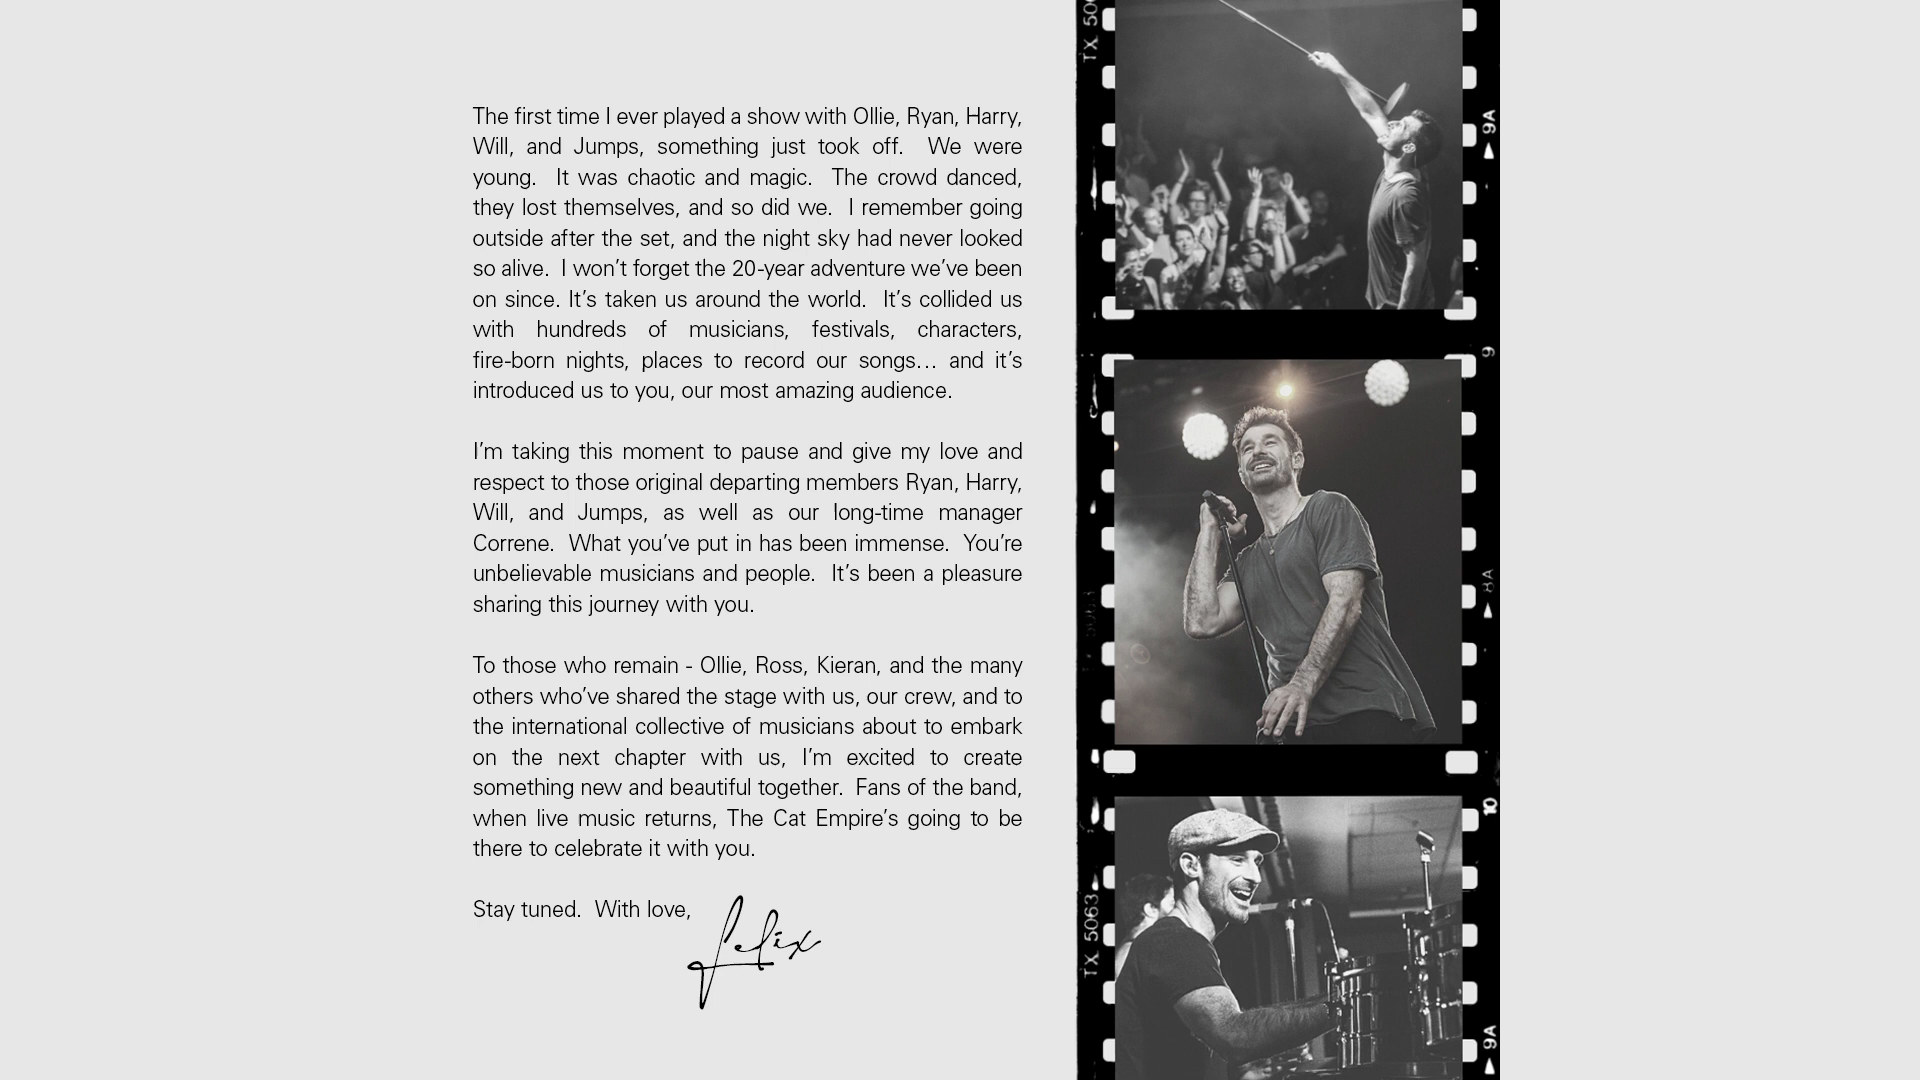 The first time I ever played a show with Ollie, Ryan, Harry,
Will, and Jumps, something just took off.  We were
young.  It was chaotic and magic.  The crowd danced,
they lost themselves, and so did we.  I remember going
outside after the set, and the night sky had never looked
so alive.  I won’t forget the 20-year adventure we’ve been
on since. It’s taken us around the world.  It’s collided us
with hundreds of musicians, festivals, characters,
fire-born nights, places to record our songs… and it’s
introduced us to you, our most amazing audience.
I’m taking this moment to pause and give my love and
respect to those original departing members Ryan, Harry,
Will, and Jumps, as well as our long-time manager
Correne.  What you’ve put in has been immense.  You’re
unbelievable musicians and people.  It’s been a pleasure
sharing this journey with you.
To those who remain - Ollie, Ross, Kieran, and the many
others who’ve shared the stage with us, our crew, and to
the international collective of musicians about to embark
on the next chapter with us, I’m excited to create
something new and beautiful together.  Fans of the band,
when live music returns, The Cat Empire’s going to be
there to celebrate it with you.
Stay tuned.  With love,
felix
TX
9A
9
8A
10
TX 5063
9A